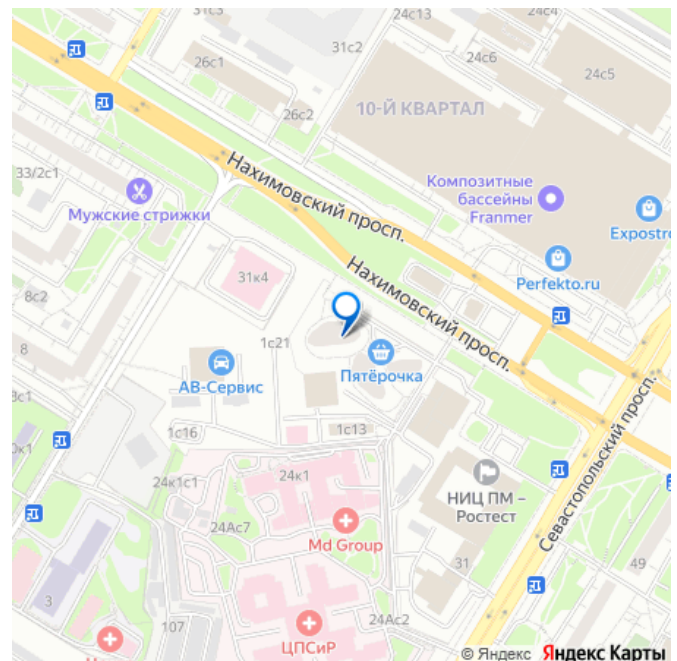 24с13
24с4
31с3
31с2
26с1
24с6
24с5
26с2
10-Й КВАРТАЛ
33/2с1
Нахимовский просп.
Композитные
бассейны
Franmer
Мужские стрижки
Expostro
31к4
Нахимовский просп.
Perfekto.ru
8с2
8
1с21
АВ-Сервис
Пятёрочка
1с13
1с16
24к1с1
24к1
НИЦ ПМ –
Ростест
Севастопольский просп.
24Ас7
Md Group
31
49
3
107
24Ас2
ЦПСиР
© Яндекс Яндекс Карты